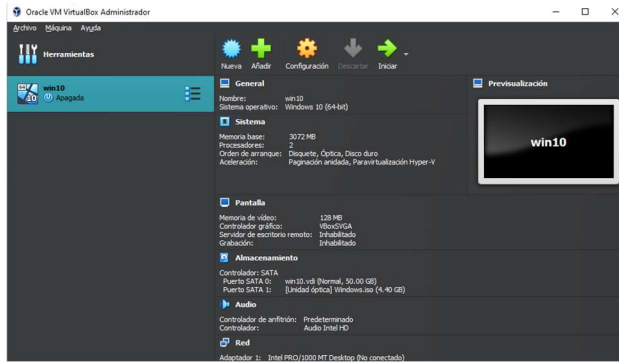 Oracle VM VirtualBox Administrador
Archivo Máquina Ayuda
Herramientas
Nueva Añadir Configuración Descartar Iniciar
win10
Apagada
General
Nombre: win10
Sistema operativo: Windows 10 (64-bit)
Sistema
Memoria base: 3072 MB
Procesadores: 2
Orden de arranque: Disquete, Óptica, Disco duro
Aceleración: Paginación anidada, Paravirtualización Hyper-V
Previsualización
win10
Pantalla
Memoria de vídeo: 128 MB
Controlador gráfico: VBoxSVGA
Servidor de escritorio remoto: Inhabilitado
Grabación: Inhabilitado
Almacenamiento
Controlador: SATA
Puerto SATA 0: win10.vdi (Normal, 50.00 GB)
Puerto SATA 1: [Unidad óptica] Windows.iso (4.40 GB)
Audio
Controlador de anfitrión: Predeterminado
Controlador: Audio Intel HD
Red
Adaptador 1: Intel PRO/1000 MT Desktop (No conectado)